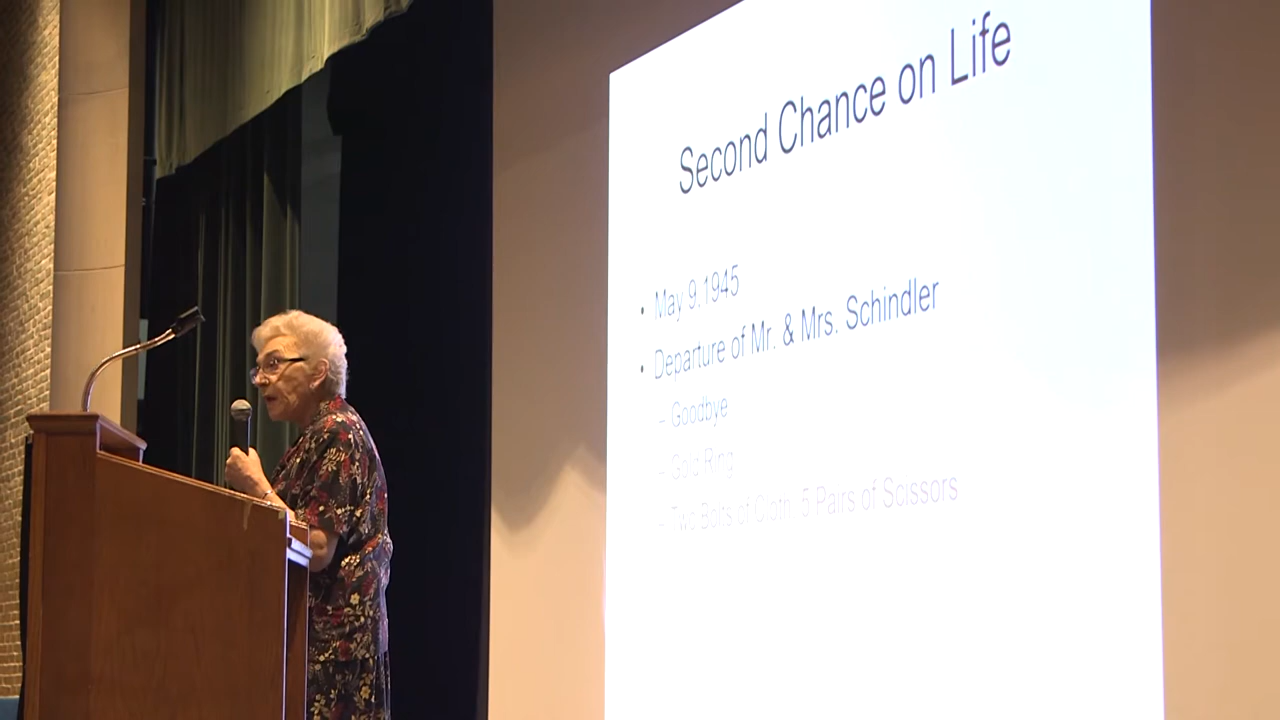 Second Chance on Life
• May 9.1945
• Departure of Mr. & Mrs. Schindler
– Goodbye
– Gold Ring
– Two Bolts of Cloth 5 Pairs of Scissors